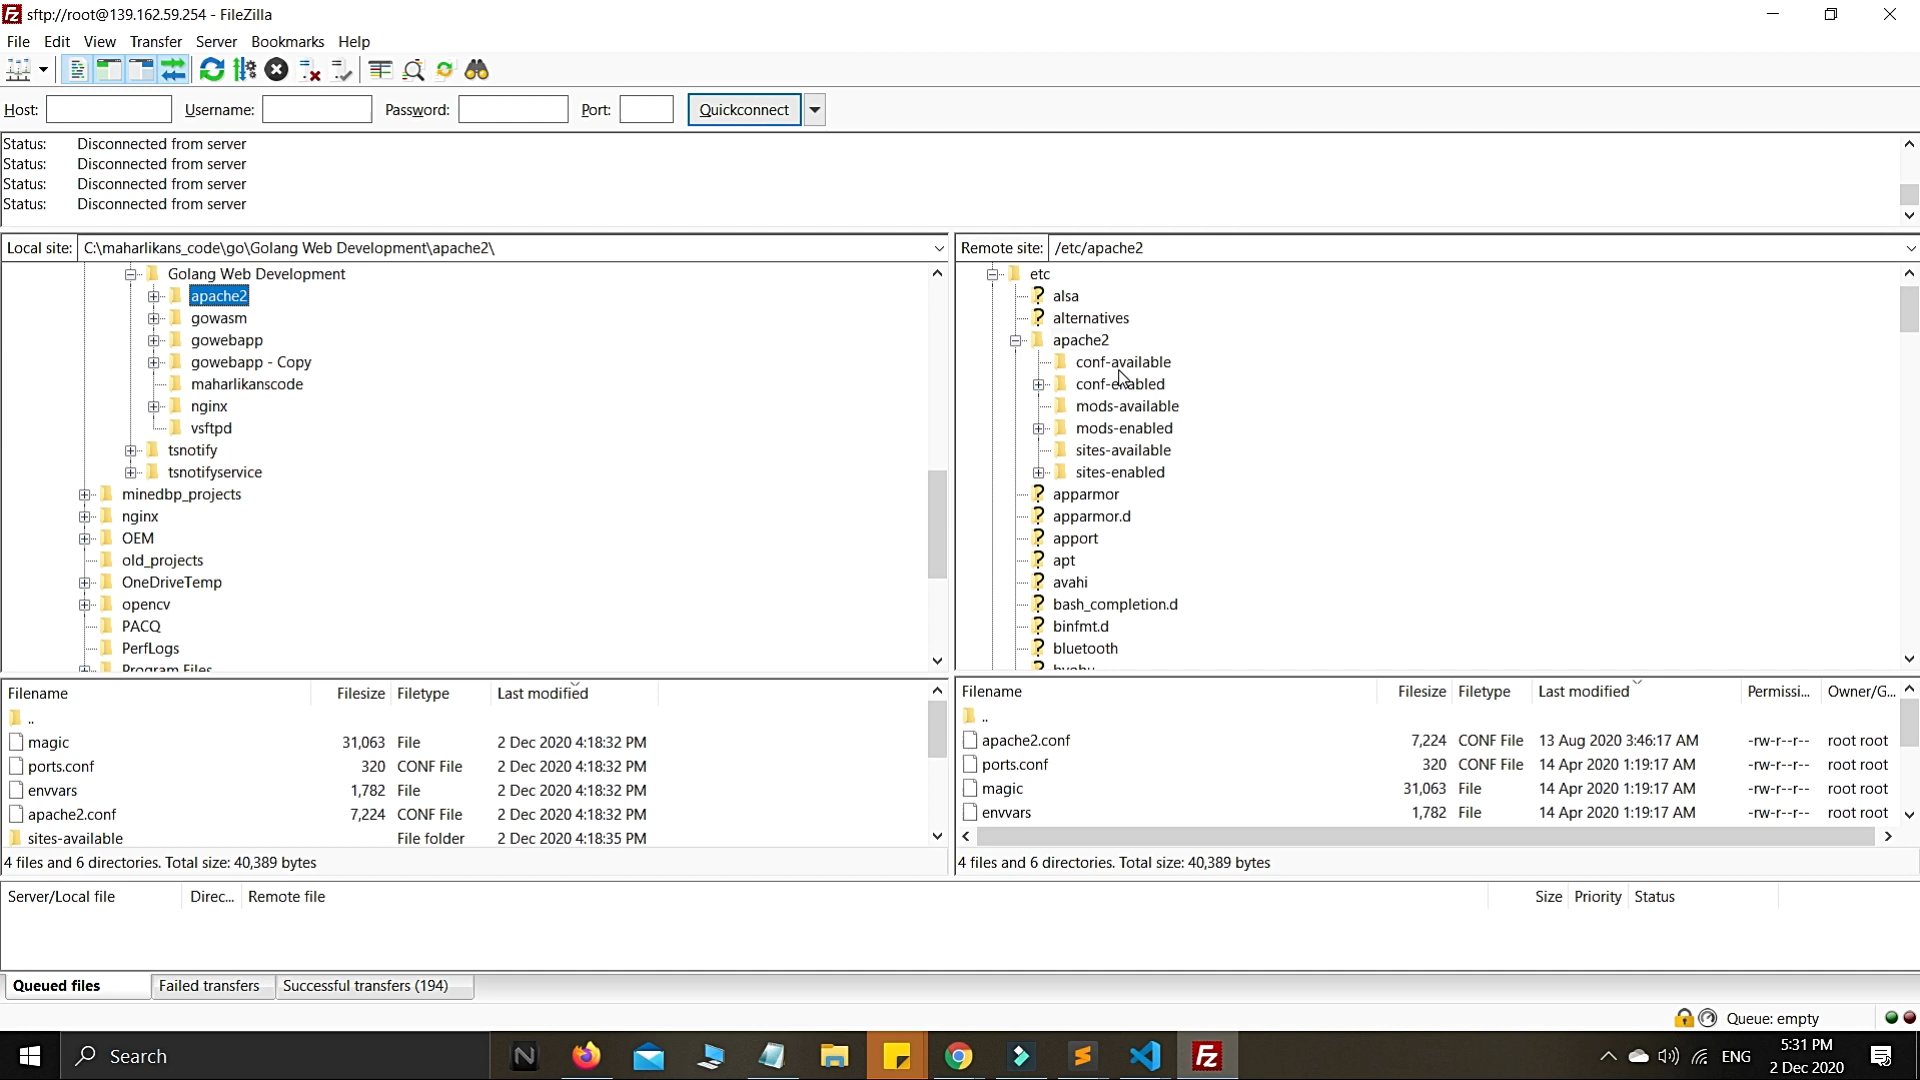 sftp://root@139.162.59.254 - FileZilla
File Edit View Transfer Server Bookmarks Help
Host: Username: Password: Port: Quickconnect
Status: Disconnected from server
Status: Disconnected from server
Status: Disconnected from server
Status: Disconnected from server
Local site: C:\maharlikans_code\go\Golang Web Development\apache2\
Golang Web Development
apache2
gowasm
gowebapp
gowebapp - Copy
maharlikanscode
nginx
vsftpd
tsnotify
tsnotifyservice
minedbp_projects
nginx
OEM
old_projects
OneDriveTemp
opencv
PACQ
PerfLogs
Program Files
Filename Filesize Filetype Last modified
..
magic 31,063 File 2 Dec 2020 4:18:32 PM
ports.conf 320 CONF File 2 Dec 2020 4:18:32 PM
envvars 1,782 File 2 Dec 2020 4:18:32 PM
apache2.conf 7,224 CONF File 2 Dec 2020 4:18:32 PM
sites-available File folder 2 Dec 2020 4:18:35 PM
4 files and 6 directories. Total size: 40,389 bytes
Remote site: /etc/apache2
etc
alsa
alternatives
apache2
conf-available
conf-enabled
mods-available
mods-enabled
sites-available
sites-enabled
apparmor
apparmor.d
apport
apt
avahi
bash_completion.d
binfmt.d
bluetooth
Filename Filesize Filetype Last modified Permissi... Owner/G...
..
apache2.conf 7,224 CONF File 13 Aug 2020 3:46:17 AM -rw-r--r-- root root
ports.conf 320 CONF File 14 Apr 2020 1:19:17 AM -rw-r--r-- root root
magic 31,063 File 14 Apr 2020 1:19:17 AM -rw-r--r-- root root
envvars 1,782 File 14 Apr 2020 1:19:17 AM -rw-r--r-- root root
4 files and 6 directories. Total size: 40,389 bytes
Server/Local file Direc... Remote file Size Priority Status
Queued files Failed transfers Successful transfers (194)
Queue: empty
Search
ENG
5:31 PM
2 Dec 2020